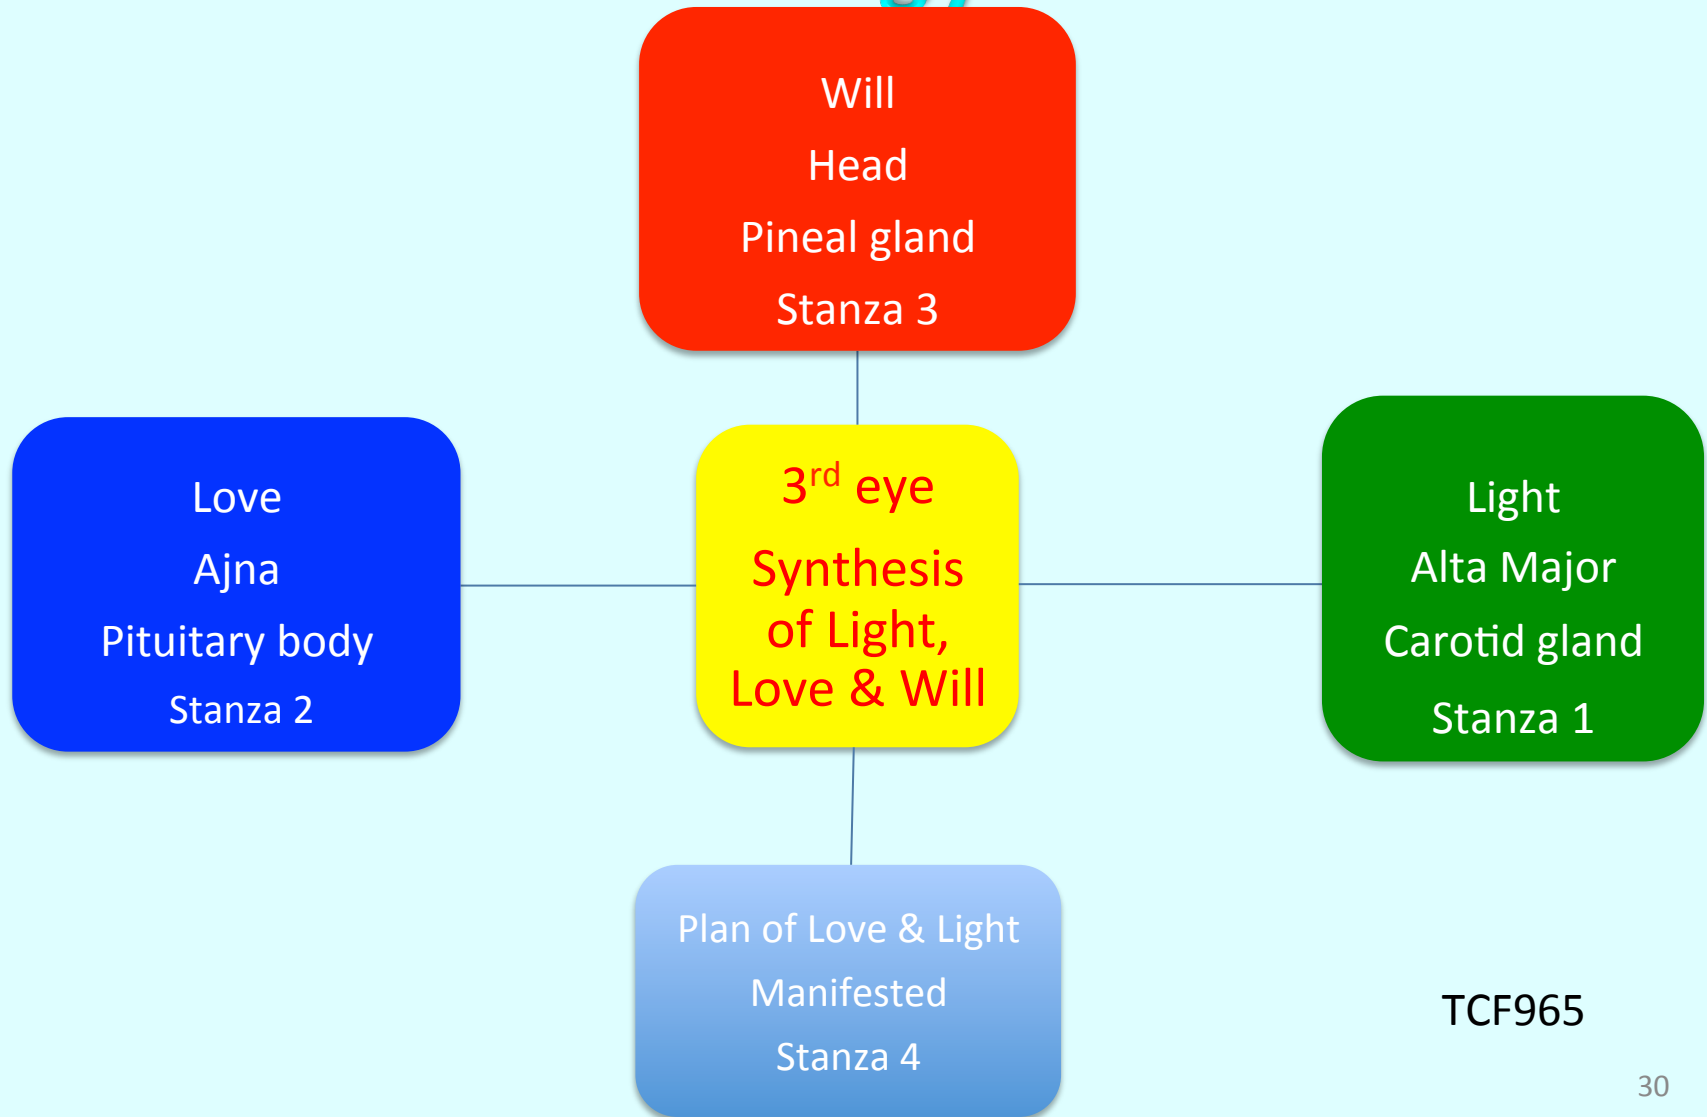 Will
Head
Pineal gland
Stanza 3
Love
Ajna
Pituitary body
Stanza 2
3rd eye
Synthesis
of Light,
Love & Will
Light
Alta Major
Carotid gland
Stanza 1
Plan of Love & Light
Manifested
Stanza 4
TCF965
30